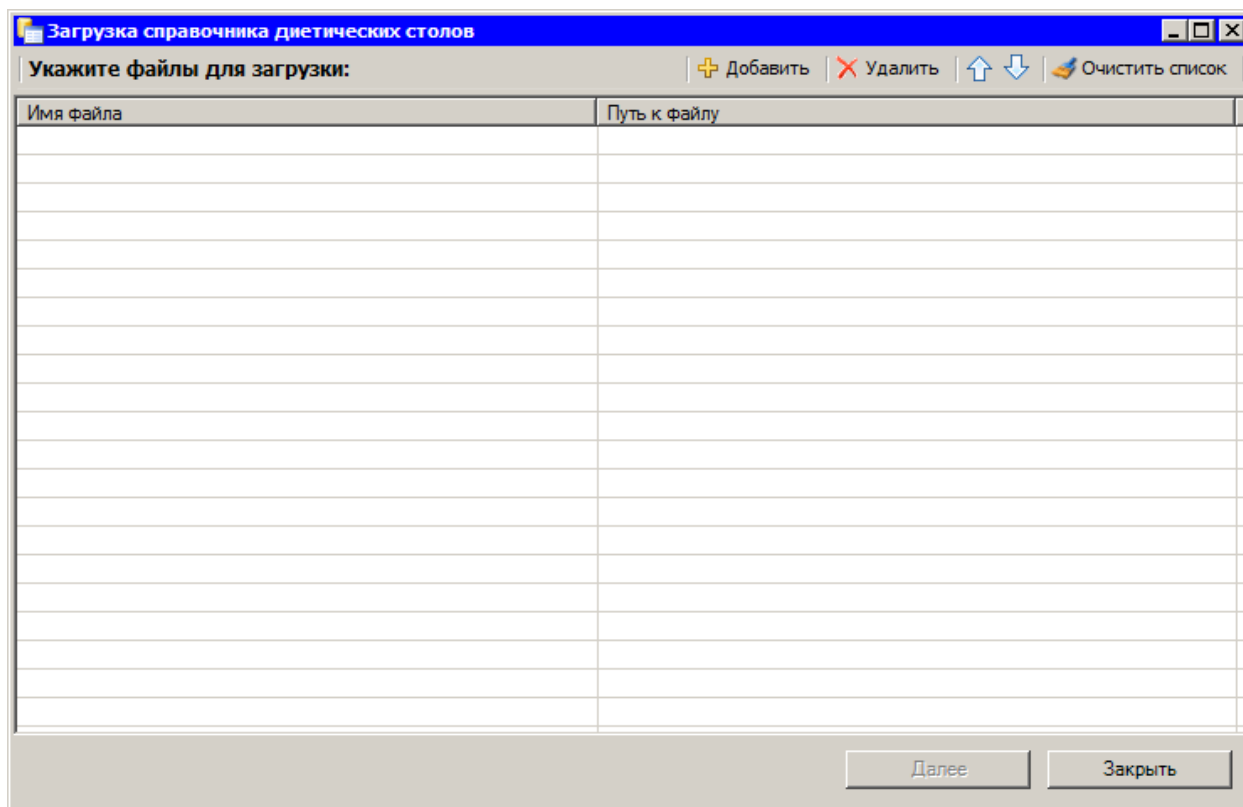 Загрузка справочника диетических столов
Укажите файлы для загрузки: Добавить Удалить Очистить список
Имя файла Путь к файлу
Далее Закрыть